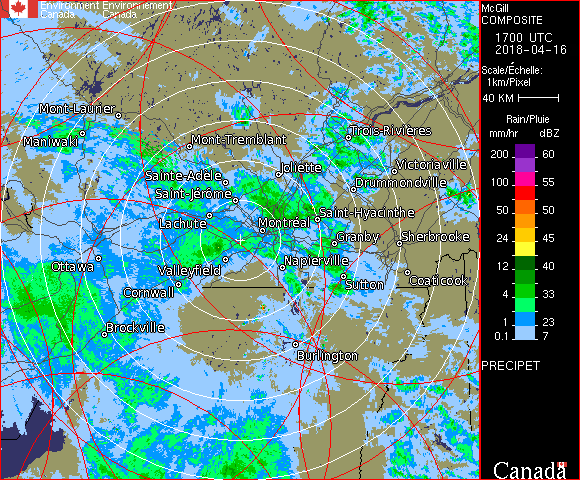 Environment Environnement
Canada Canada
McGill
COMPOSITE
1700 UTC
2018-04-16
Scale/Échelle:
1km/Pixel
40 KM
Rain/Pluie
mm/hr dBZ
200 60
100 55
50 50
24 45
12 40
4 33
1 23
0.1 7
PRECIPET
Canada
Mont-Laurier
Maniwaki
Mont-Tremblant
Trois-Rivières
Sainte-Adèle
Joliette
Victoriaville
Saint-Jérôme
Drummondville
Lachute
Montréal
Saint-Hyacinthe
Granby
Sherbrooke
Ottawa
Valleyfield
Napierville
Cornwall
Sutton
Coaticook
Brockville
Burlington